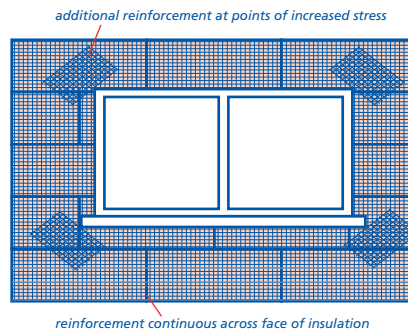 additional reinforcement at points of increased stress
reinforcement continuous across face of insulation